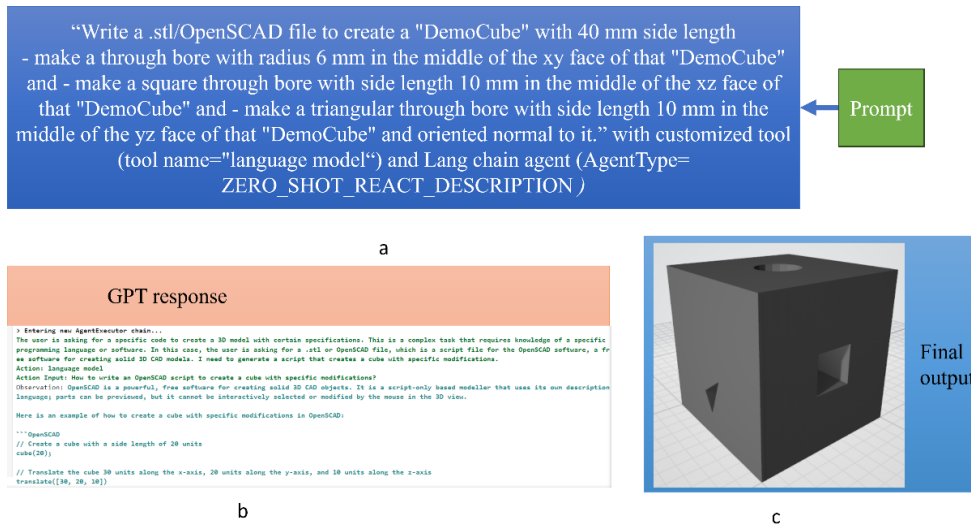 “Write a .stl/OpenSCAD file to create a "DemoCube" with 40 mm side length
- make a through bore with radius 6 mm in the middle of the xy face of that "DemoCube"
and - make a square through bore with side length 10 mm in the middle of the xz face of
that "DemoCube" and - make a triangular through bore with side length 10 mm in the
middle of the yz face of that "DemoCube" and oriented normal to it.” with customized tool
(tool name="language model“) and Lang chain agent (AgentType=
ZERO_SHOT_REACT_DESCRIPTION )
Prompt
a
GPT response
> Entering new AgentExecutor chain...
The user is asking for a specific code to create a 3D model with certain specifications. This is a complex task that requires knowledge of a specific
programming language or software. In this case, the user is asking for a .stl or OpenSCAD file, which is a script file for the OpenSCAD software, a fr
ee software for creating solid 3D CAD models. I need to generate a script that creates a cube with specific modifications.
Action: language model
Action Input: How to write an OpenSCAD script to create a cube with specific modifications?
Observation: OpenSCAD is a powerful, free software for creating solid 3D CAD objects. It is a script-only based modeller that uses its own description
language; parts can be previewed, but it cannot be interactively selected or modified by the mouse in the 3D view.
Here is an example of how to create a cube with specific modifications in OpenSCAD:
```OpenSCAD
// Create a cube with a side length of 20 units
cube(20);
// Translate the cube 30 units along the x-axis, 20 units along the y-axis, and 10 units along the z-axis
translate([30, 20, 10])
b
Final
output
c